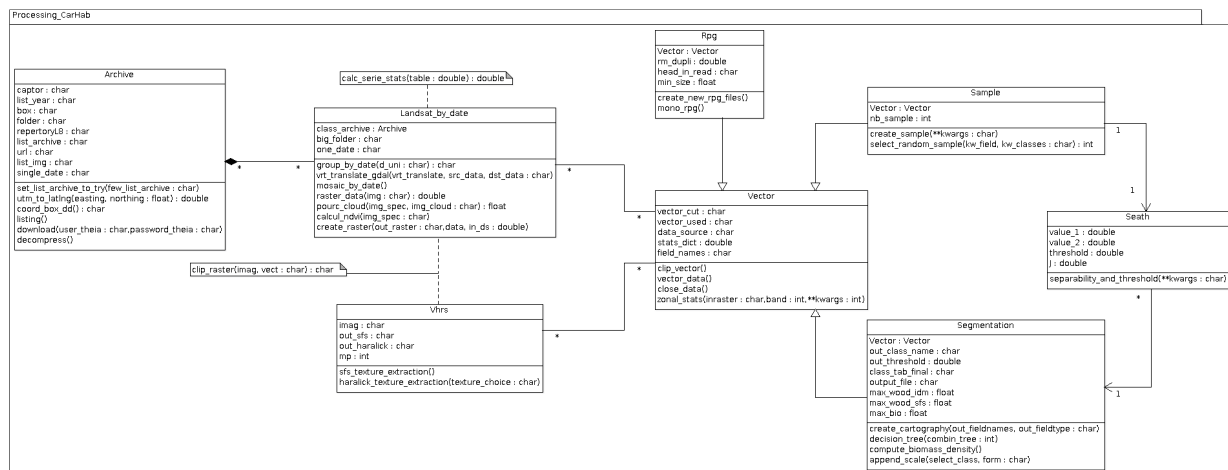 Processing_CarHab
Archive
captor : char
list_year : char
box : char
folder : char
repertoryL8 : char
list_archive : char
url : char
list_img : char
single_date : char
set_list_archive_to_try(few_list_archive : char)
utm_to_latlng(easting, northing : float) : double
coord_box_dd() : char
listing()
download(user_theia : char,password_theia : char)
decompress()
*
*
calc_serie_stats(table : double) : double
Landsat_by_date
class_archive : Archive
big_folder : char
one_date : char
group_by_date(d_uni : char) : char
vrt_translate_gdal(vrt_translate, src_data, dst_data : char)
mosaic_by_date()
raster_data(img : char) : double
pourc_cloud(img_spec, img_cloud : char) : float
calcul_ndvi(img_spec : char)
create_raster(out_raster : char,data, in_ds : double)
*
*
clip_raster(imag, vect : char) : char
Vhrs
imag : char
out_sfs : char
out_haralick : char
mp : int
sfs_texture_extraction()
haralick_texture_extraction(texture_choice : char)
*
*
Rpg
Vector : Vector
rm_dupli : double
head_in_read : char
min_size : float
create_new_rpg_files()
mono_rpg()
Vector
vector_cut : char
vector_used : char
data_source : char
stats_dict : double
field_names : char
clip_vector()
vector_data()
close_data()
zonal_stats(inraster : char,band : int,**kwargs : int)
Sample
Vector : Vector
nb_sample : int
create_sample(**kwargs : char)
select_random_sample(kw_field, kw_classes : char) : int
1
1
Seath
value_1 : double
value_2 : double
threshold : double
j : double
separability_and_threshold(**kwargs : char)
*
1
Segmentation
Vector : Vector
out_class_name : char
out_threshold : double
class_tab_final : char
output_file : char
max_wood_idm : float
max_wood_sfs : float
max_bio : float
create_cartography(out_fieldnames, out_fieldtype : char)
decision_tree(combin_tree : int)
compute_biomass_density()
append_scale(select_class, form : char)